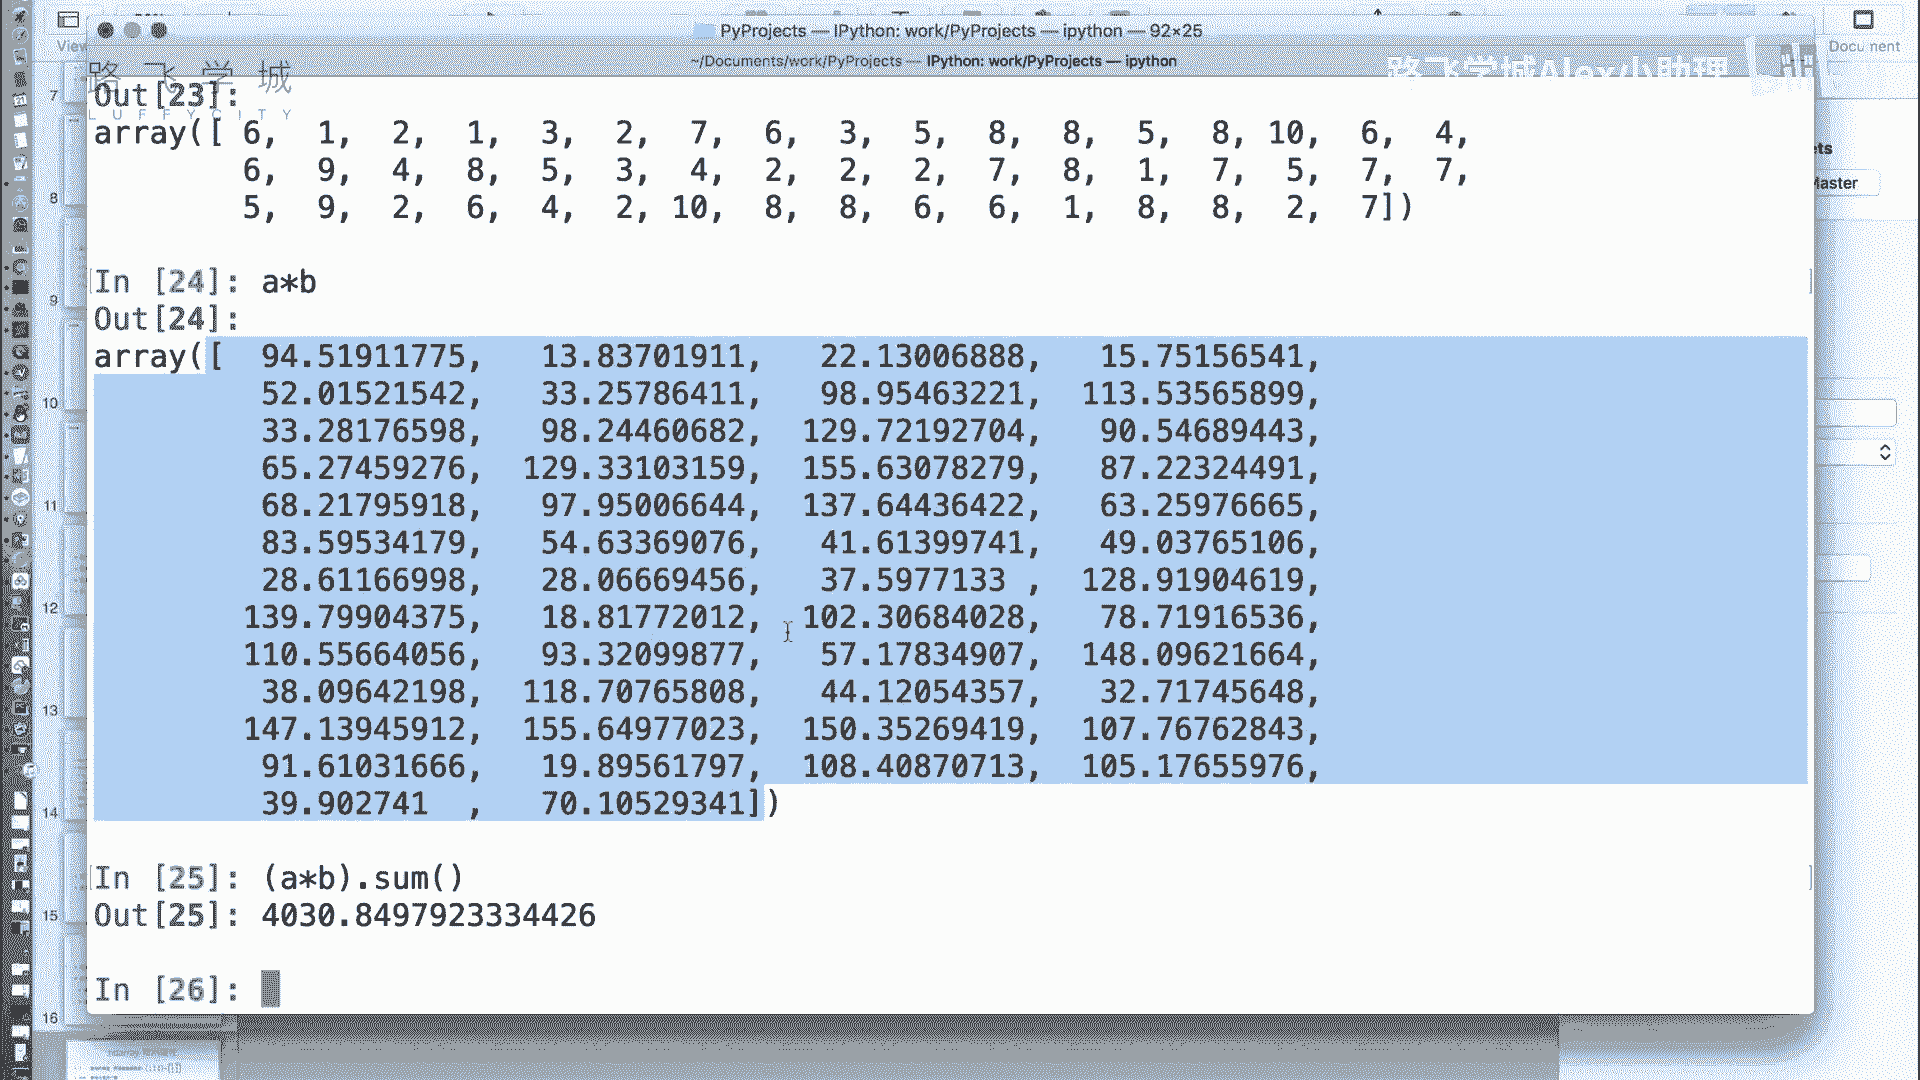 PyProjects — IPython: work/PyProjects — ipython — 92×25
~/Documents/work/PyProjects — IPython: work/PyProjects — ipython
View
Document
路飞学城
LUFFYCITY
路飞学城Alex小助理
Out[23]:
array([ 6,  1,  2,  1,  3,  2,  7,  6,  3,  5,  8,  8,  5,  8, 10,  6,  4,
6,  9,  4,  8,  5,  3,  4,  2,  2,  2,  7,  8,  1,  7,  5,  7,  7,
5,  9,  2,  6,  4,  2, 10,  8,  8,  6,  6,  1,  8,  8,  2,  7])
In [24]: a*b
Out[24]:
array([  94.51911775,   13.83701911,   22.13006888,   15.75156541,
52.01521542,   33.25786411,   98.95463221,  113.53565899,
33.28176598,   98.24460682,  129.72192704,   90.54689443,
65.27459276,  129.33103159,  155.63078279,   87.22324491,
68.21795918,   97.95006644,  137.64436422,   63.25976665,
83.59534179,   54.63369076,   41.61399741,   49.03765106,
28.61166998,   28.06669456,   37.5977133 ,  128.91904619,
139.79904375,   18.81772012,  102.30684028,   78.71916536,
110.55664056,   93.32099877,   57.17834907,  148.09621664,
38.09642198,  118.70765808,   44.12054357,   32.71745648,
147.13945912,  155.64977023,  150.35269419,  107.76762843,
91.61031666,   19.89561797,  108.40870713,  105.17655976,
39.902741  ,   70.10529341])
In [25]: (a*b).sum()
Out[25]: 4030.8497923334426
In [26]:
7
8
9
10
11
12
13
14
15
16
ets
Master